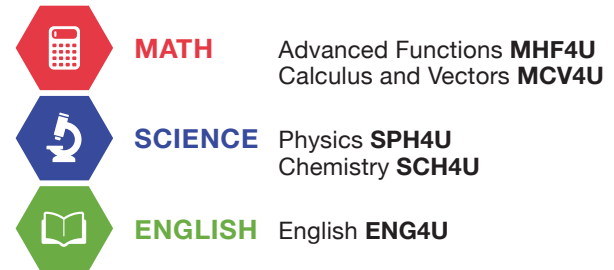 MATH Advanced Functions MHF4U
Calculus and Vectors MCV4U
SCIENCE Physics SPH4U
Chemistry SCH4U
ENGLISH English ENG4U